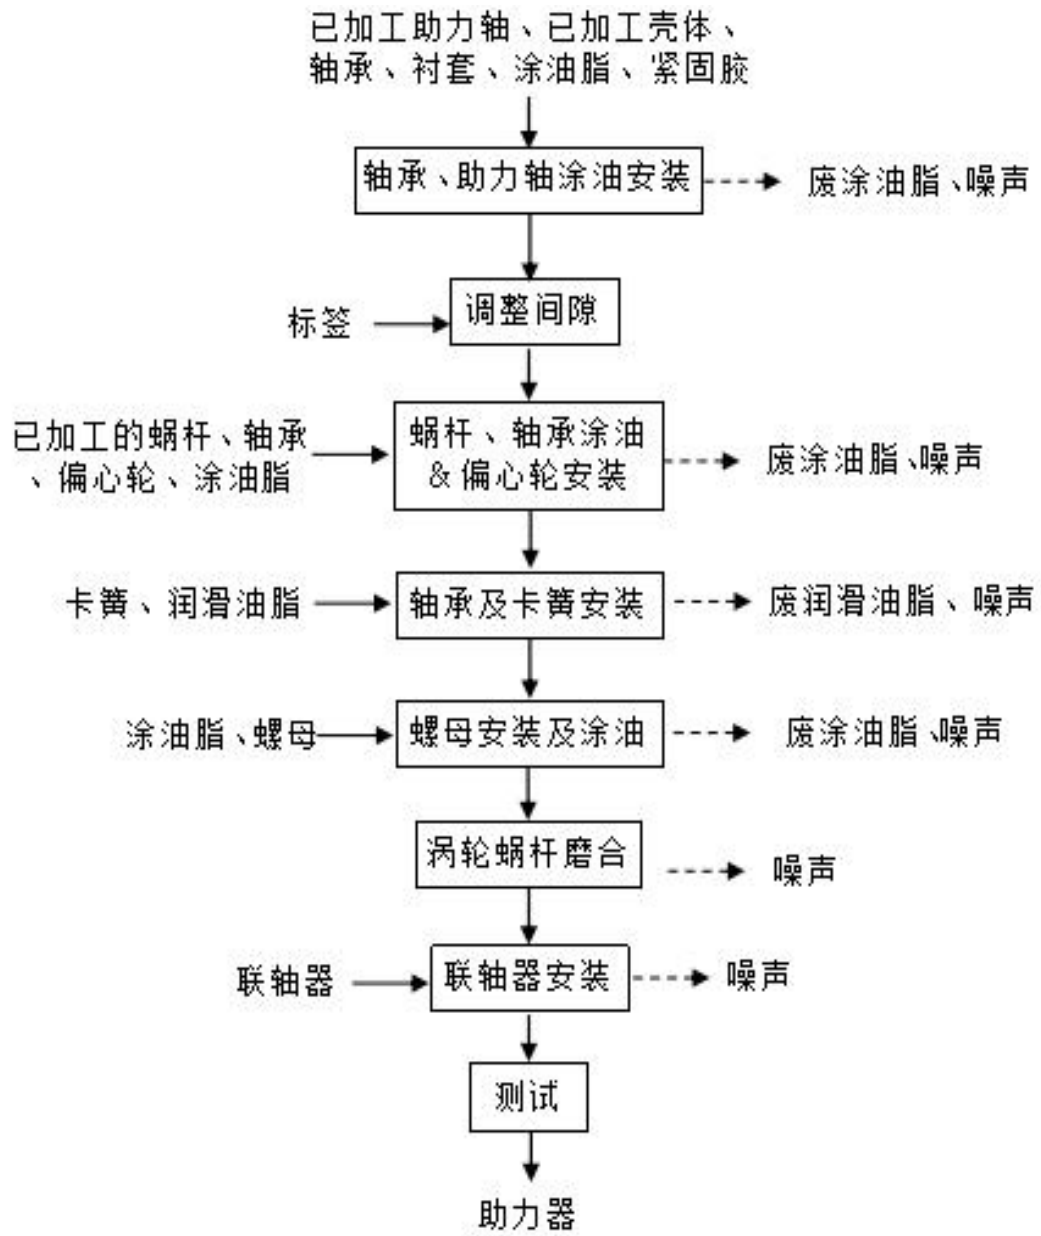 已加工助力轴、已加工壳体、
轴承、衬套、涂油脂、紧固胶
轴承、助力轴涂油安装
废涂油脂、噪声
标签
调整间隙
已加工的蜗杆、轴承
、偏心轮、涂油脂
蜗杆、轴承涂油
&偏心轮安装
废涂油脂、噪声
卡簧、润滑油脂
轴承及卡簧安装
废润滑油脂、噪声
涂油脂、螺母
螺母安装及涂油
废涂油脂、噪声
涡轮蜗杆磨合
噪声
联轴器
联轴器安装
噪声
测试
助力器